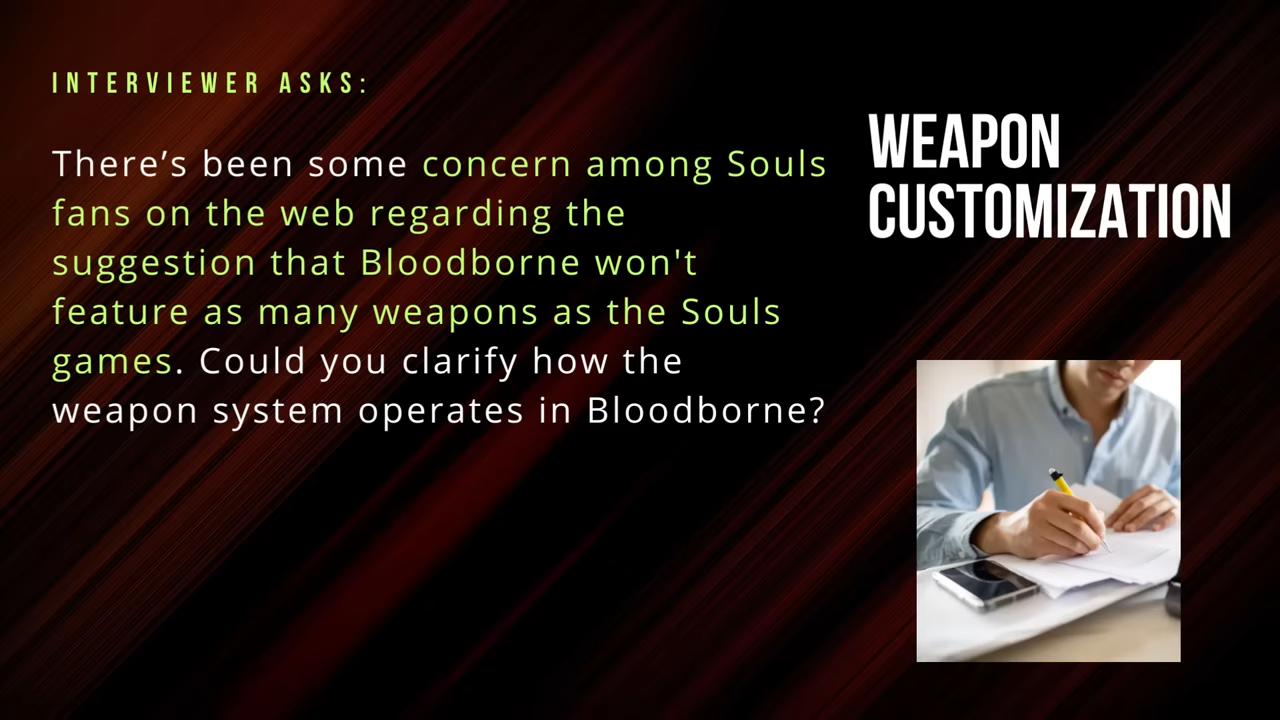 INTERVIEWER ASKS:
There’s been some concern among Souls
fans on the web regarding the
suggestion that Bloodborne won't
feature as many weapons as the Souls
games. Could you clarify how the
weapon system operates in Bloodborne?
WEAPON
CUSTOMIZATION